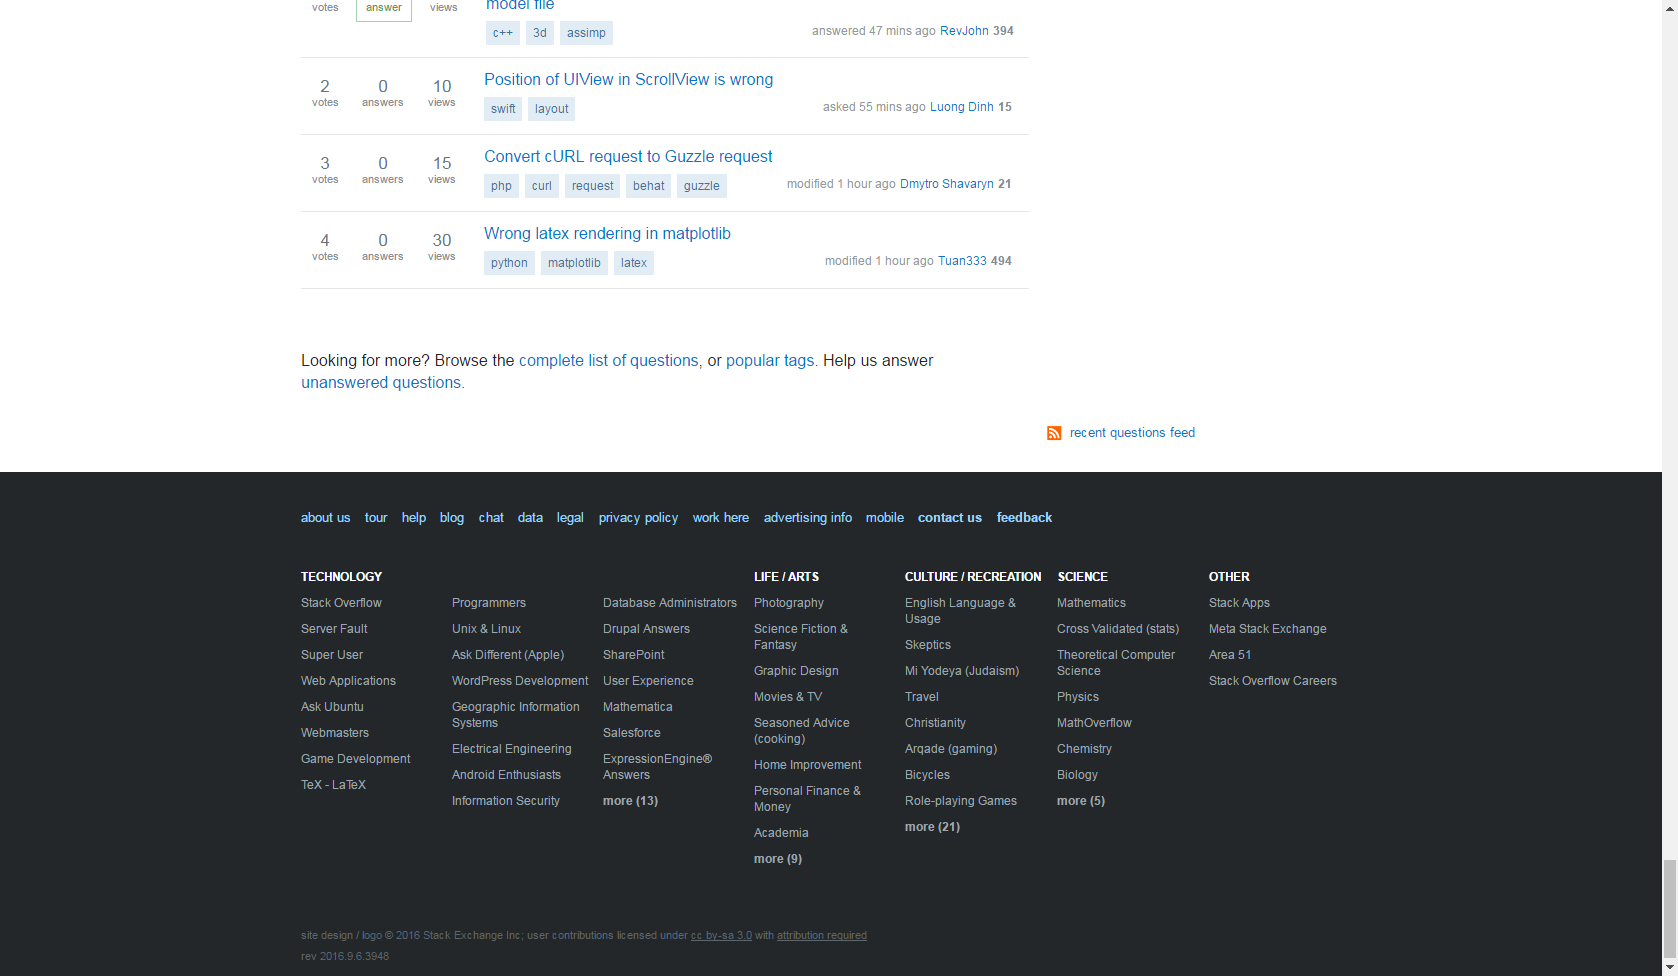 model file
votes answer views
c++ 3d assimp answered 47 mins ago RevJohn 394
2 0 10 Position of UIView in ScrollView is wrong
votes answers views
swift layout asked 55 mins ago Luong Dinh 15
3 0 15 Convert cURL request to Guzzle request
votes answers views
php curl request behat guzzle modified 1 hour ago Dmytro Shavaryn 21
4 0 30 Wrong latex rendering in matplotlib
votes answers views
python matplotlib latex modified 1 hour ago Tuan333 494
Looking for more? Browse the complete list of questions, or popular tags. Help us answer
unanswered questions.
recent questions feed
about us tour help blog chat data legal privacy policy work here advertising info mobile contact us feedback
TECHNOLOGY
Stack Overflow
Server Fault
Super User
Web Applications
Ask Ubuntu
Webmasters
Game Development
TeX - LaTeX
Programmers
Unix & Linux
Ask Different (Apple)
WordPress Development
Geographic Information
Systems
Electrical Engineering
Android Enthusiasts
Information Security
Database Administrators
Drupal Answers
SharePoint
User Experience
Mathematica
Salesforce
ExpressionEngine®
Answers
more (13)
LIFE / ARTS
Photography
Science Fiction &
Fantasy
Graphic Design
Movies & TV
Seasoned Advice
(cooking)
Home Improvement
Personal Finance &
Money
Academia
more (9)
CULTURE / RECREATION
English Language &
Usage
Skeptics
Mi Yodeya (Judaism)
Travel
Christianity
Arqade (gaming)
Bicycles
Role-playing Games
more (21)
SCIENCE
Mathematics
Cross Validated (stats)
Theoretical Computer
Science
Physics
MathOverflow
Chemistry
Biology
more (5)
OTHER
Stack Apps
Meta Stack Exchange
Area 51
Stack Overflow Careers
site design / logo © 2016 Stack Exchange Inc; user contributions licensed under cc by-sa 3.0 with attribution required
rev 2016.9.6.3948